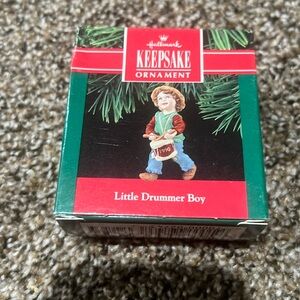 Hallmark
KEEPSAKE
ORNAMENT
Little Drummer Boy